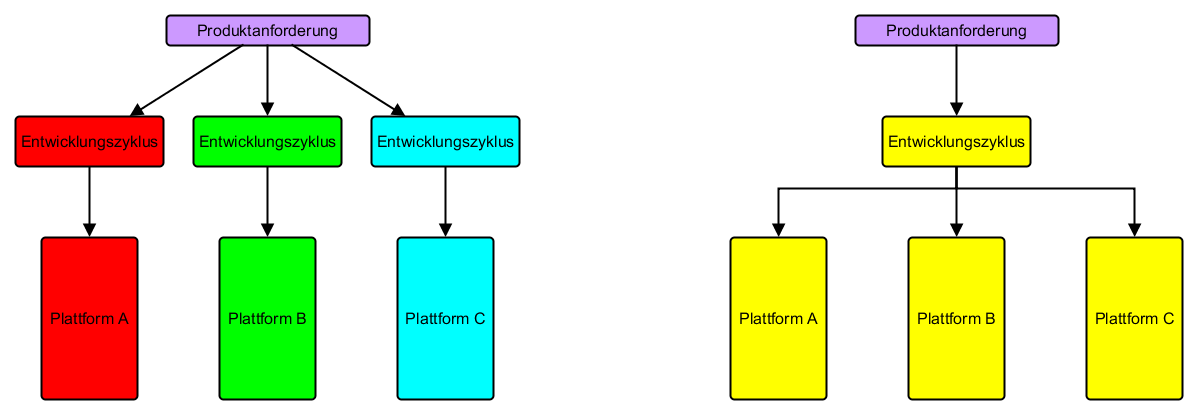 Produktanforderung
Produktanforderung
Entwicklungszyklus
Entwicklungszyklus
Entwicklungszyklus
Entwicklungszyklus
Plattform A
Plattform B
Plattform C
Plattform A
Plattform B
Plattform C